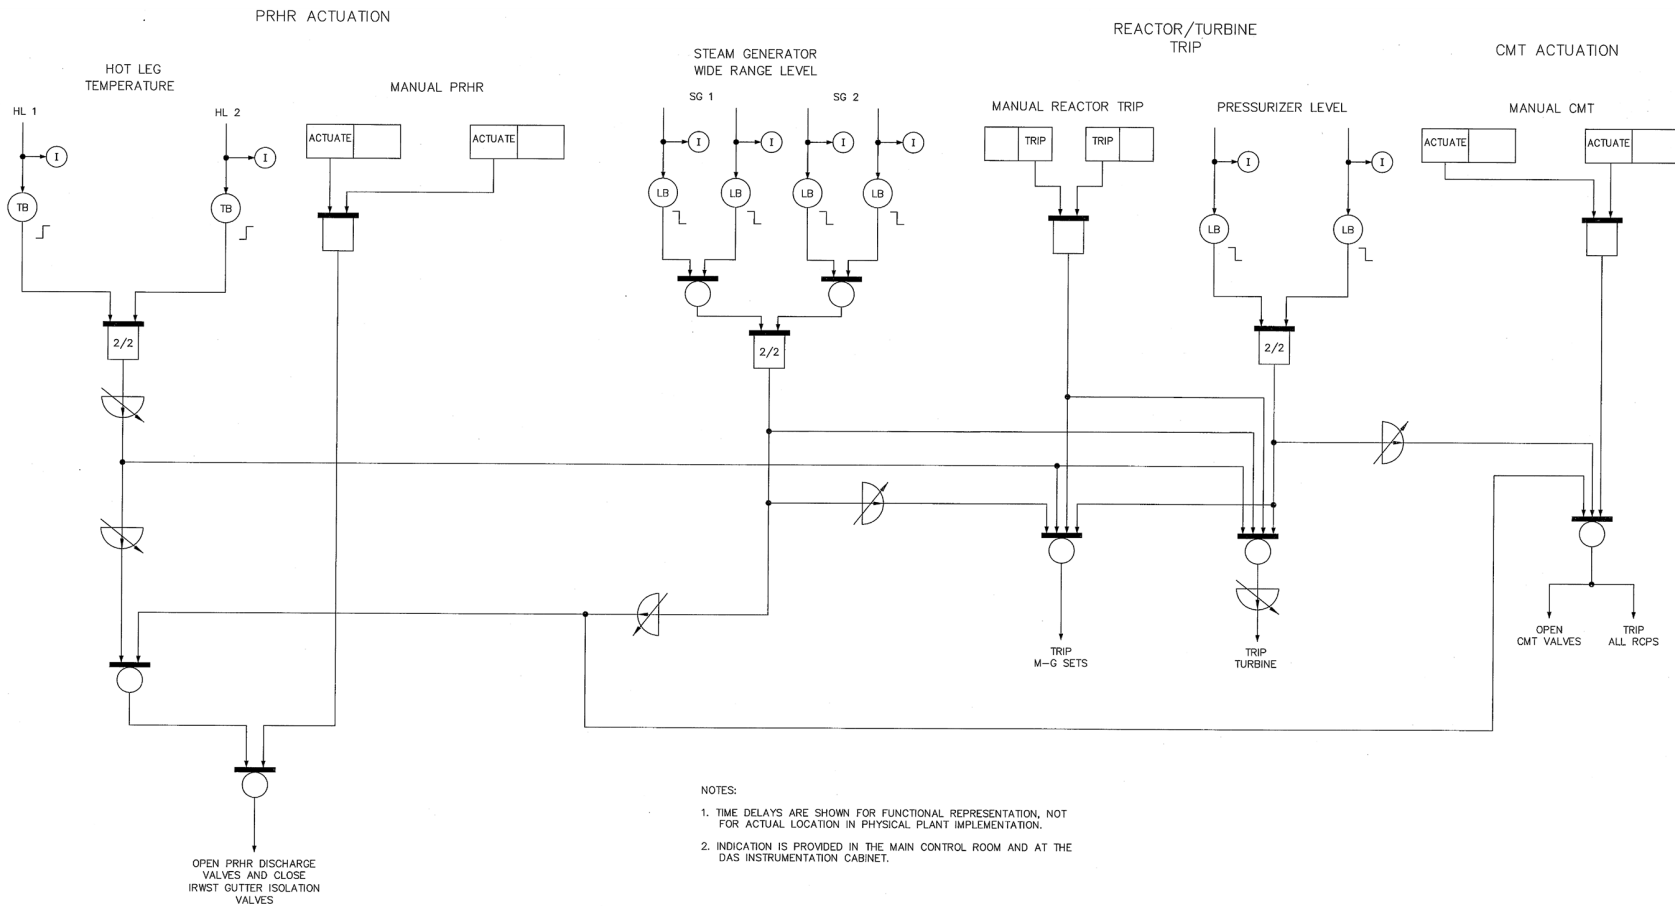 PRHR ACTUATION
REACTOR/TURBINE
TRIP
CMT ACTUATION
STEAM GENERATOR
WIDE RANGE LEVEL
HOT LEG
TEMPERATURE
MANUAL PRHR
MANUAL REACTOR TRIP
PRESSURIZER LEVEL
MANUAL CMT
HL 1
HL 2
SG 1
SG 2
ACTUATE
ACTUATE
TRIP
TRIP
ACTUATE
ACTUATE
I
I
I
I
I
I
I
I
TB
TB
LB
LB
LB
LB
LB
LB
2/2
2/2
2/2
OPEN
CMT VALVES
TRIP
ALL RCPS
TRIP
M-G SETS
TRIP
TURBINE
OPEN PRHR DISCHARGE
VALVES AND CLOSE
IRWST GUTTER ISOLATION
VALVES
NOTES:
1. TIME DELAYS ARE SHOWN FOR FUNCTIONAL REPRESENTATION, NOT
FOR ACTUAL LOCATION IN PHYSICAL PLANT IMPLEMENTATION.
2. INDICATION IS PROVIDED IN THE MAIN CONTROL ROOM AND AT THE
DAS INSTRUMENTATION CABINET.